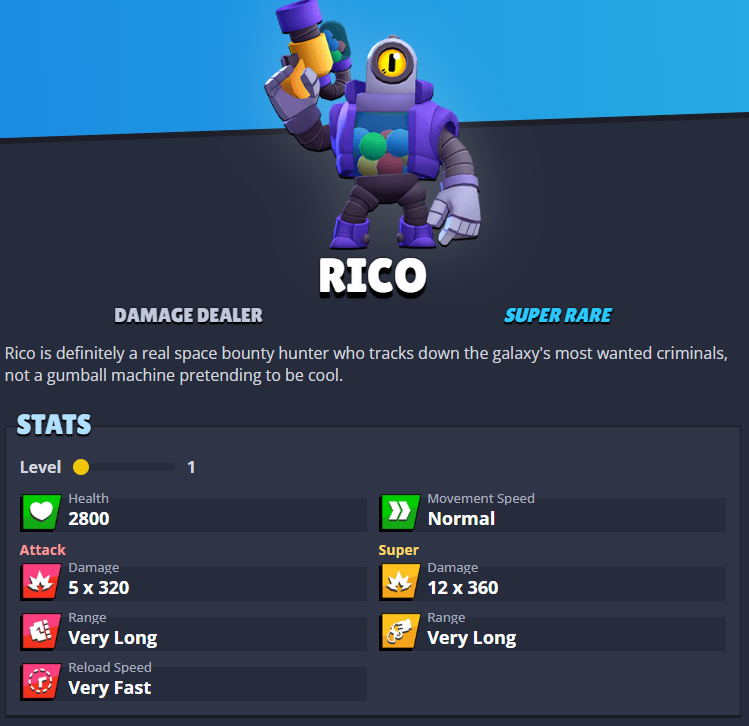 RICO
DAMAGE DEALER
SUPER RARE
Rico is definitely a real space bounty hunter who tracks down the galaxy's most wanted criminals,
not a gumball machine pretending to be cool.
STATS
Level 1
Health
2800
Movement Speed
Normal
Attack
Damage
5 x 320
Range
Very Long
Reload Speed
Very Fast
Super
Damage
12 x 360
Range
Very Long